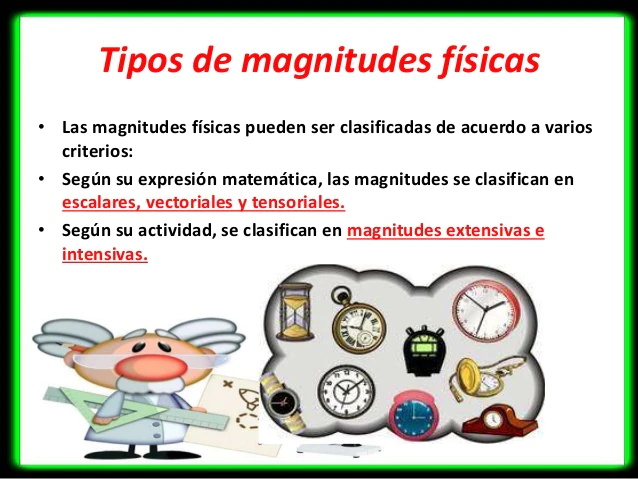 Tipos de magnitudes físicas
• Las magnitudes físicas pueden ser clasificadas de acuerdo a varios
criterios:
• Según su expresión matemática, las magnitudes se clasifican en
escalares, vectoriales y tensoriales.
• Según su actividad, se clasifican en magnitudes extensivas e
intensivas.